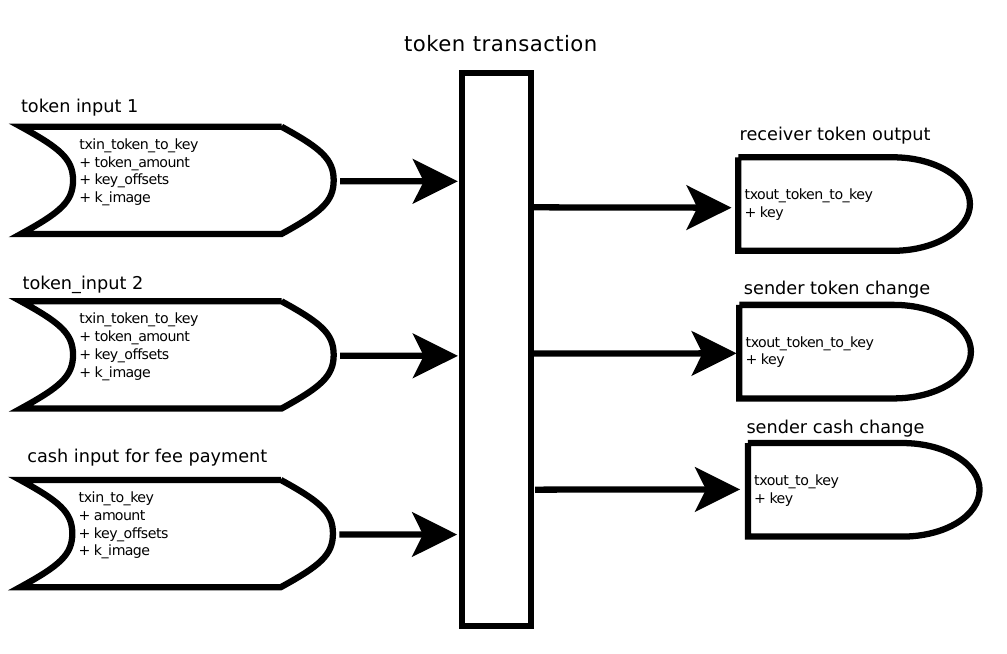 token transaction
token input 1
txin_token_to_key
+ token_amount
+ key_offsets
+ k_image
token_input 2
txin_token_to_key
+ token_amount
+ key_offsets
+ k_image
cash input for fee payment
txin_to_key
+ amount
+ key_offsets
+ k_image
receiver token output
txout_token_to_key
+ key
sender token change
txout_token_to_key
+ key
sender cash change
txout_to_key
+ key